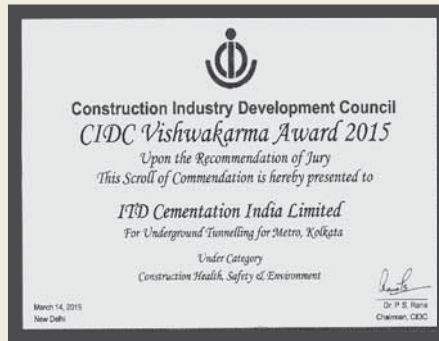 Construction Industry Development Council
CIDC Vishwakarma Award 2015
Upon the Recommendation of Jury
This Scroll of Commendation is hereby presented to
ITD Cementation India Limited
For Underground Tunnelling for Metro, Kolkata
Under Category
Construction Health, Safety & Environment
March 14, 2015
New Delhi
Dr. P. S. Rana
Chairman, CIDC